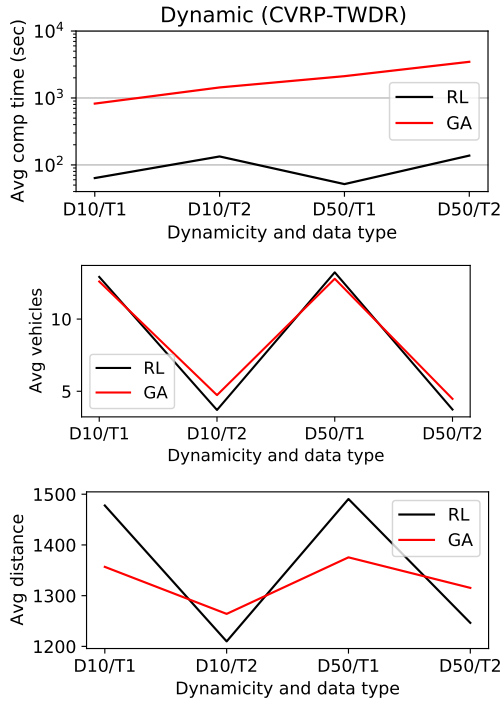 Dynamic (CVRP-TWDR)
Avg comp time (sec)
10^4
10^3
10^2
RL
GA
D10/T1 D10/T2 D50/T1 D50/T2
Dynamicity and data type
Avg vehicles
10
5
RL
GA
D10/T1 D10/T2 D50/T1 D50/T2
Dynamicity and data type
Avg distance
1500
1400
1300
1200
RL
GA
D10/T1 D10/T2 D50/T1 D50/T2
Dynamicity and data type